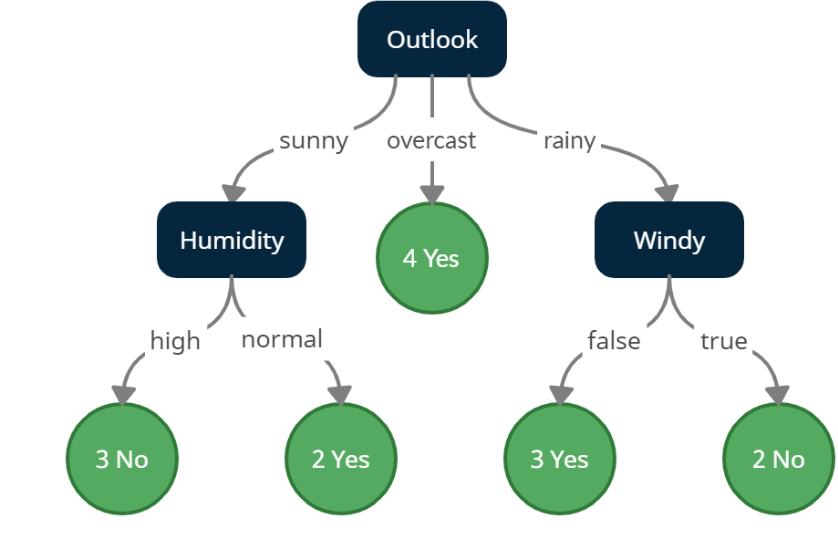 Outlook
sunny
overcast
rainy
Humidity
4 Yes
Windy
high
normal
false
true
3 No
2 Yes
3 Yes
2 No